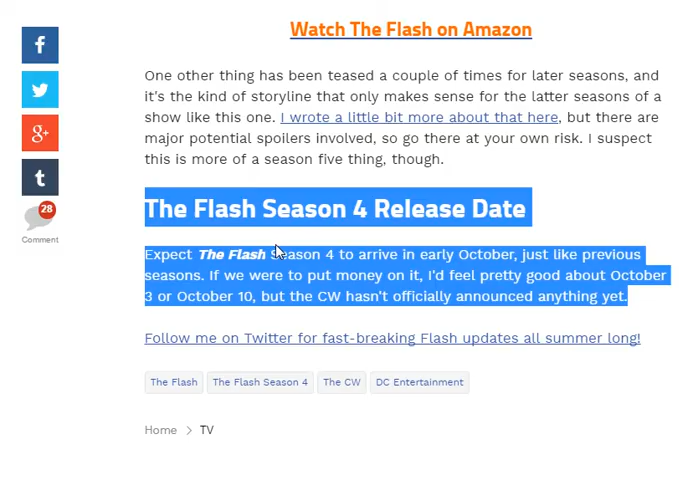 Watch The Flash on Amazon
One other thing has been teased a couple of times for later seasons, and
it's the kind of storyline that only makes sense for the latter seasons of a
show like this one. I wrote a little bit more about that here, but there are
major potential spoilers involved, so go there at your own risk. I suspect
this is more of a season five thing, though.
The Flash Season 4 Release Date
Expect The Flash Season 4 to arrive in early October, just like previous
seasons. If we were to put money on it, I'd feel pretty good about October
3 or October 10, but the CW hasn't officially announced anything yet.
Follow me on Twitter for fast-breaking Flash updates all summer long!
The Flash The Flash Season 4 The CW DC Entertainment
Home > TV
f
g+
t
28
Comment